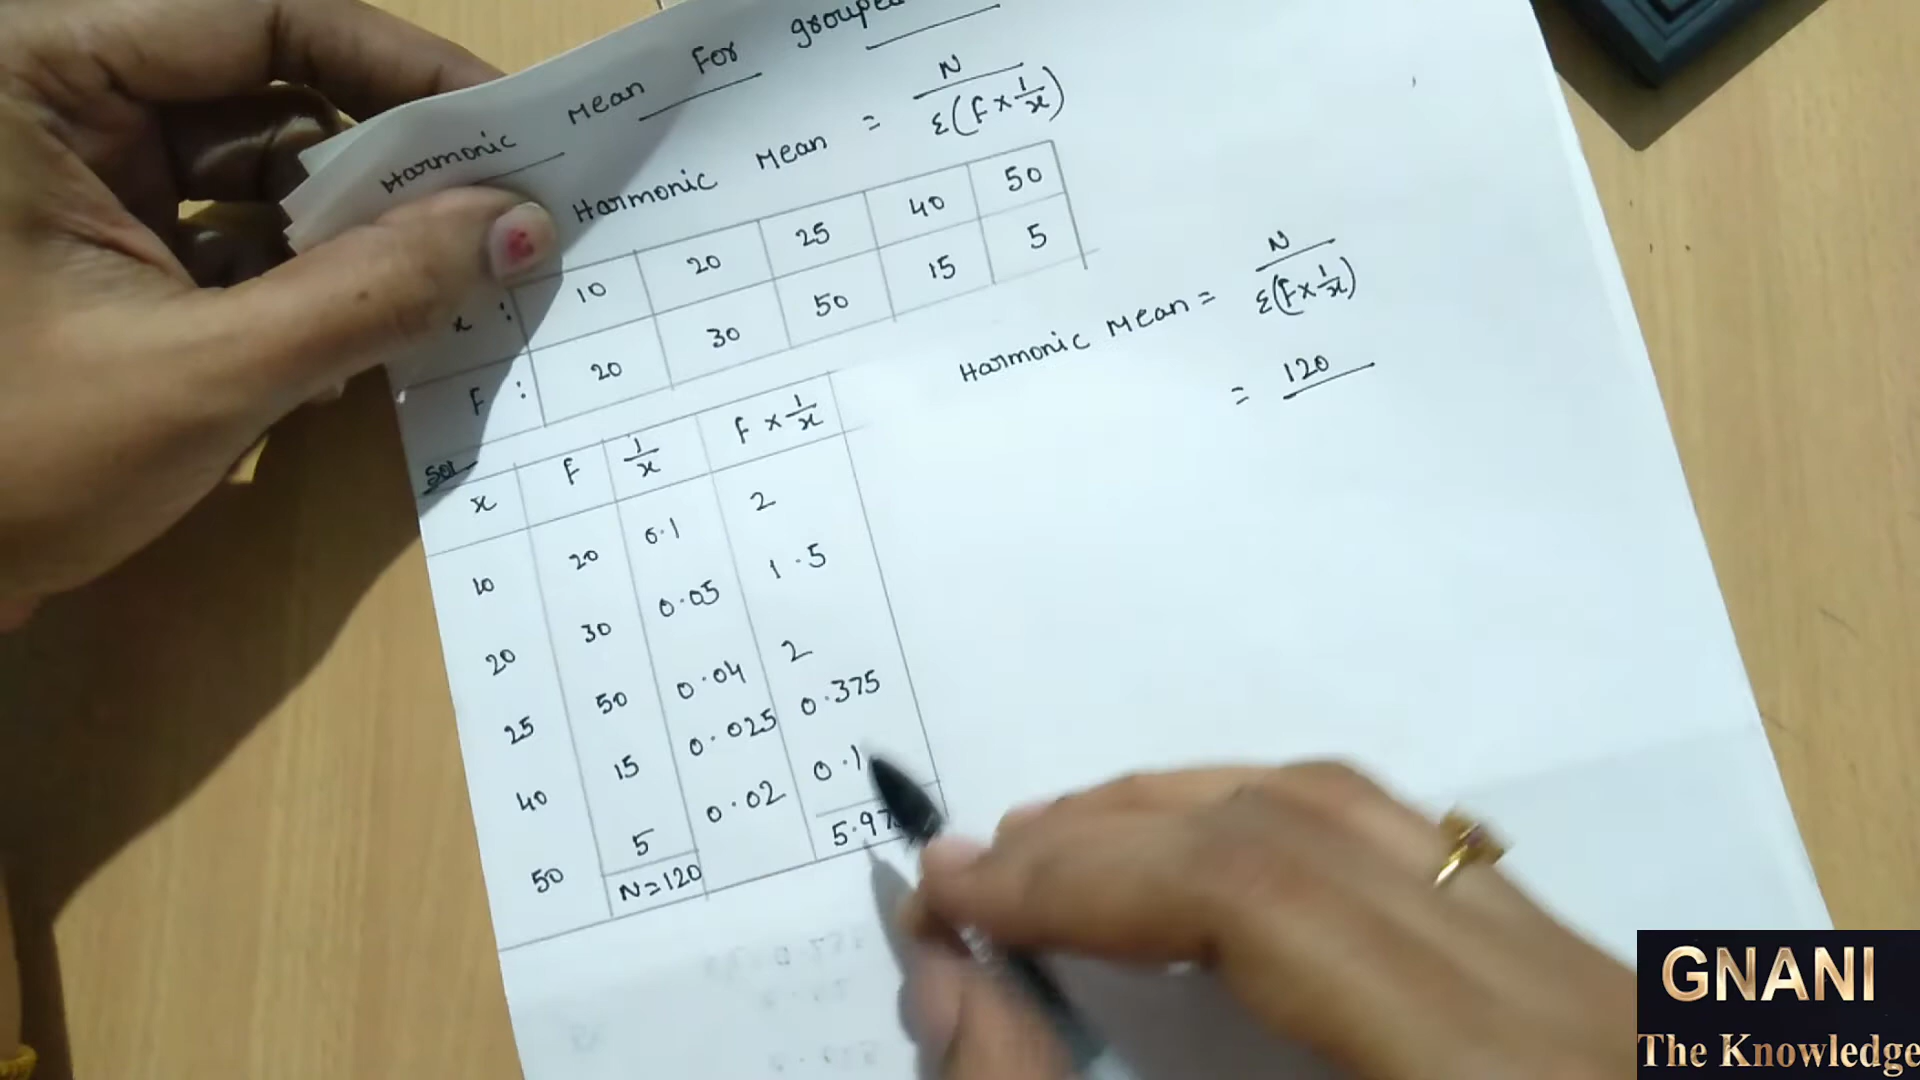 Harmonic Mean For grouped
Harmonic Mean = N / Σ(F × 1/x)
x : 10 20 25 40 50
F : 20 30 50 15 5
Sol
x F 1/x F × 1/x
10 20 0.1 2
20 30 0.05 1.5
25 50 0.04 2
40 15 0.025 0.375
50 5 0.02 0.1
N=120 5.97
Harmonic Mean = N / Σ(F × 1/x)
= 120
GNANI
The Knowledge